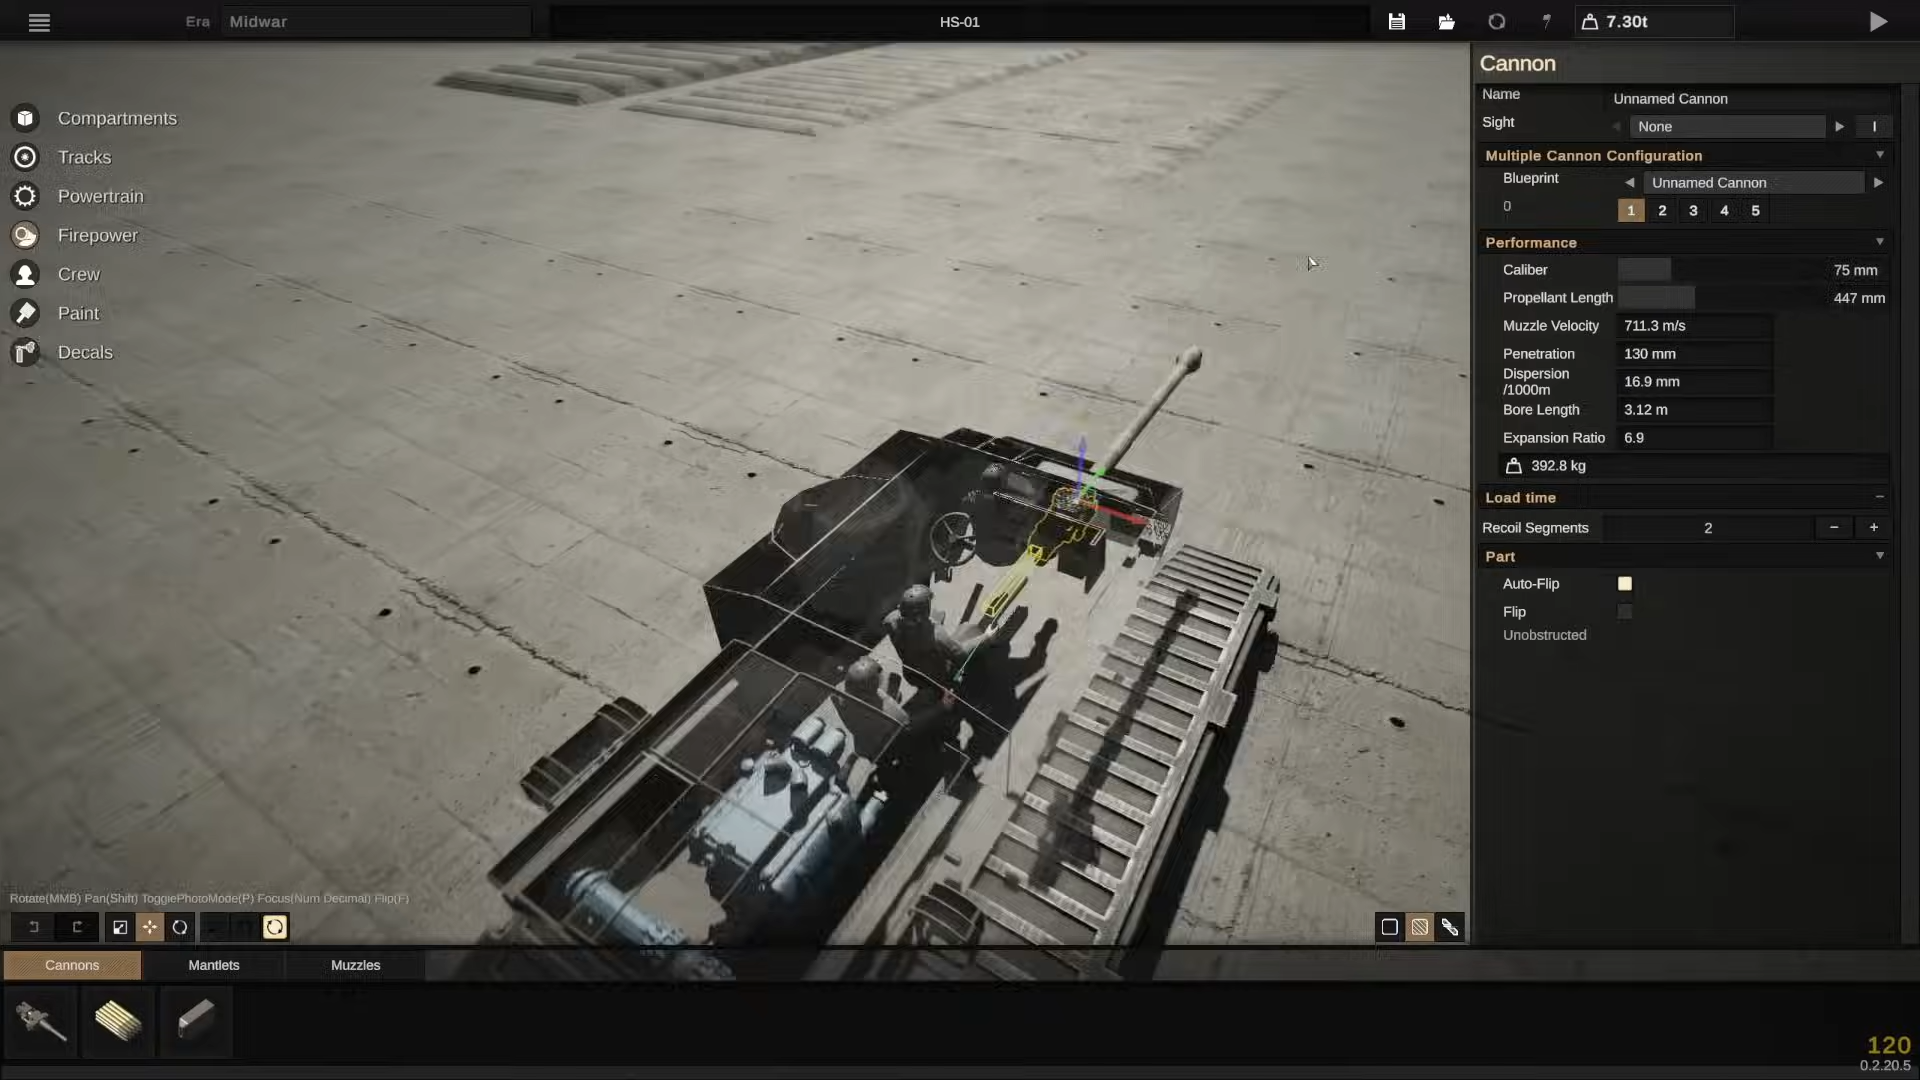 Era Midwar HS-01 7.30t
Cannon
Name Unnamed Cannon
Sight None I
Multiple Cannon Configuration
Blueprint Unnamed Cannon
0 1 2 3 4 5
Performance
Caliber 75 mm
Propellant Length 447 mm
Muzzle Velocity 711.3 m/s
Penetration 130 mm
Dispersion
/1000m 16.9 mm
Bore Length 3.12 m
Expansion Ratio 6.9
392.8 kg
Load time
Recoil Segments 2 − +
Part
Auto-Flip
Flip
Unobstructed
Compartments
Tracks
Powertrain
Firepower
Crew
Paint
Decals
Rotate(MMB) Pan(Shift) TogglePhotoMode(P) Focus(Num Decimal) Flip(F)
Cannons Mantlets Muzzles
120
0.2.20.5